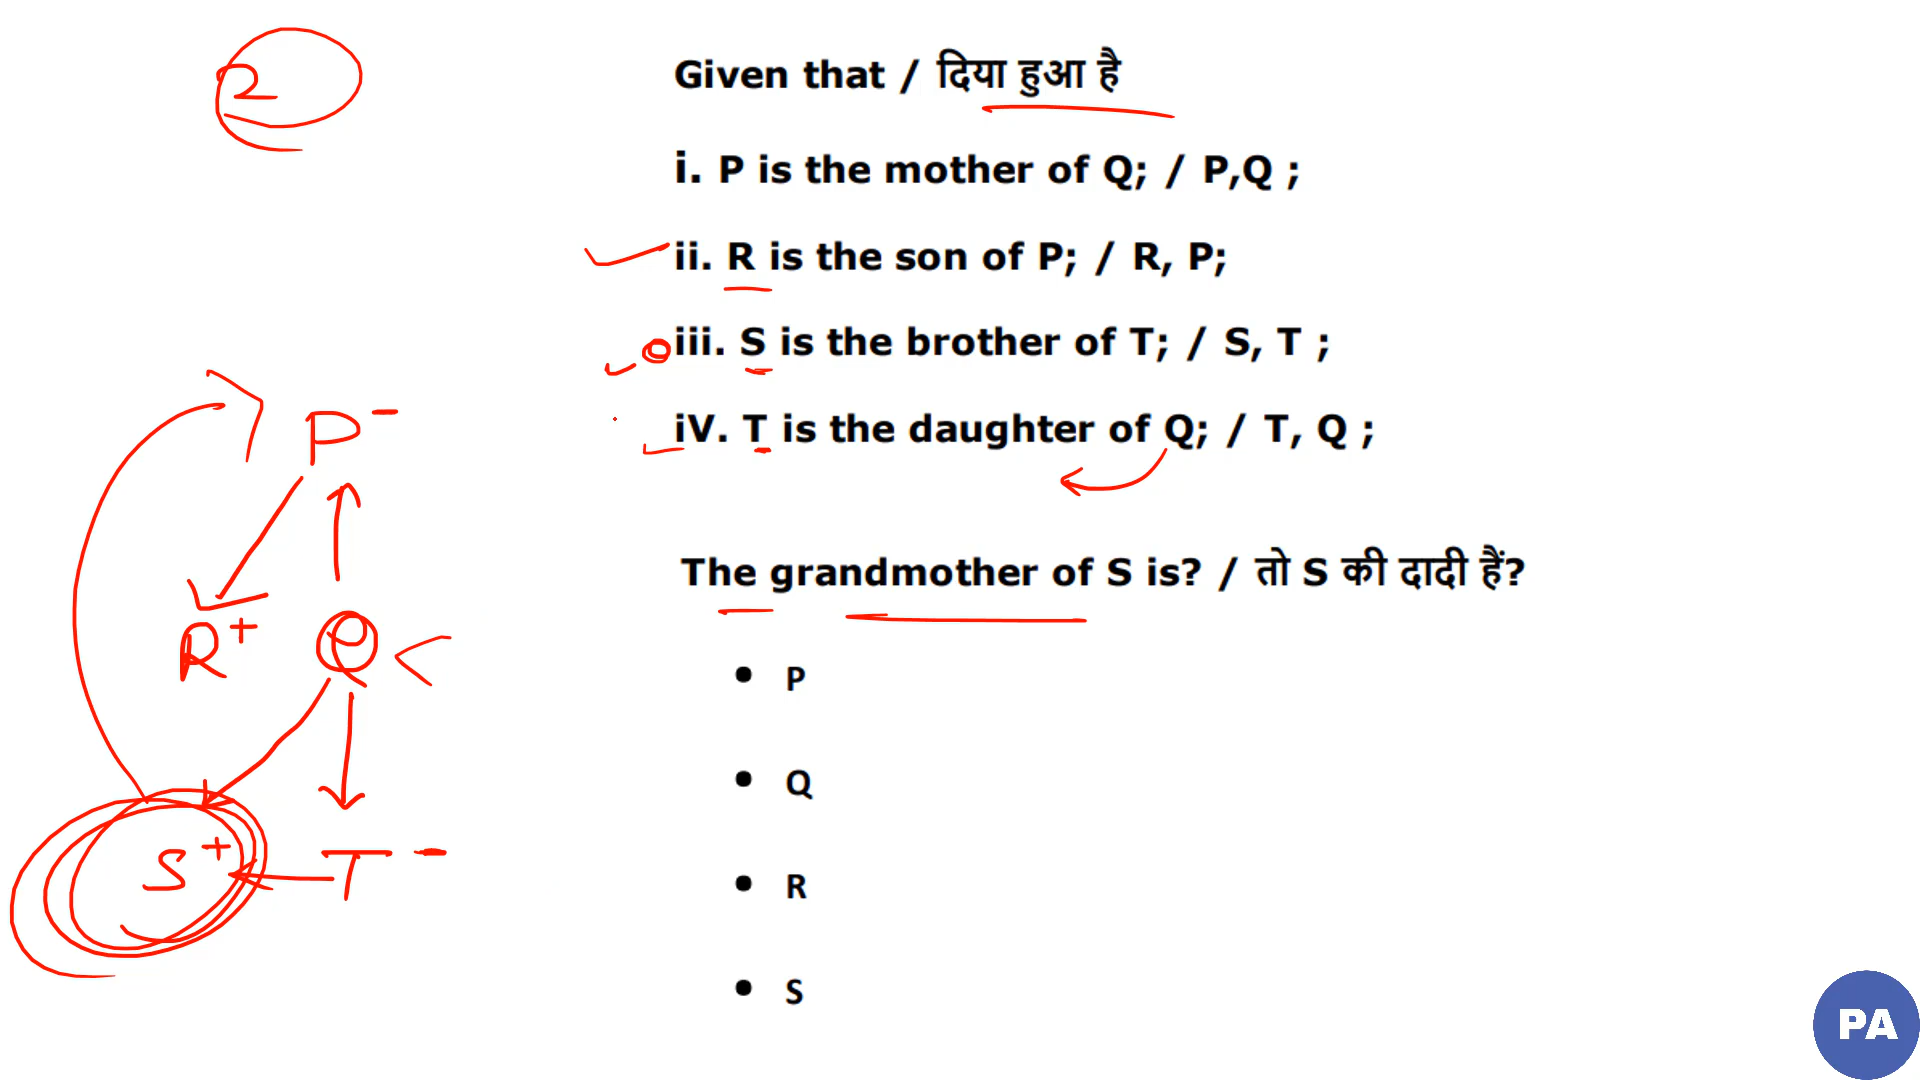 2
Given that / दिया हुआ है
i. P is the mother of Q; / P,Q ;
ii. R is the son of P; / R, P;
iii. S is the brother of T; / S, T ;
iV. T is the daughter of Q; / T, Q ;
P -
The grandmother of S is? / तो S की दादी हैं?
R + Q
P
Q
S + T -
R
S
PA